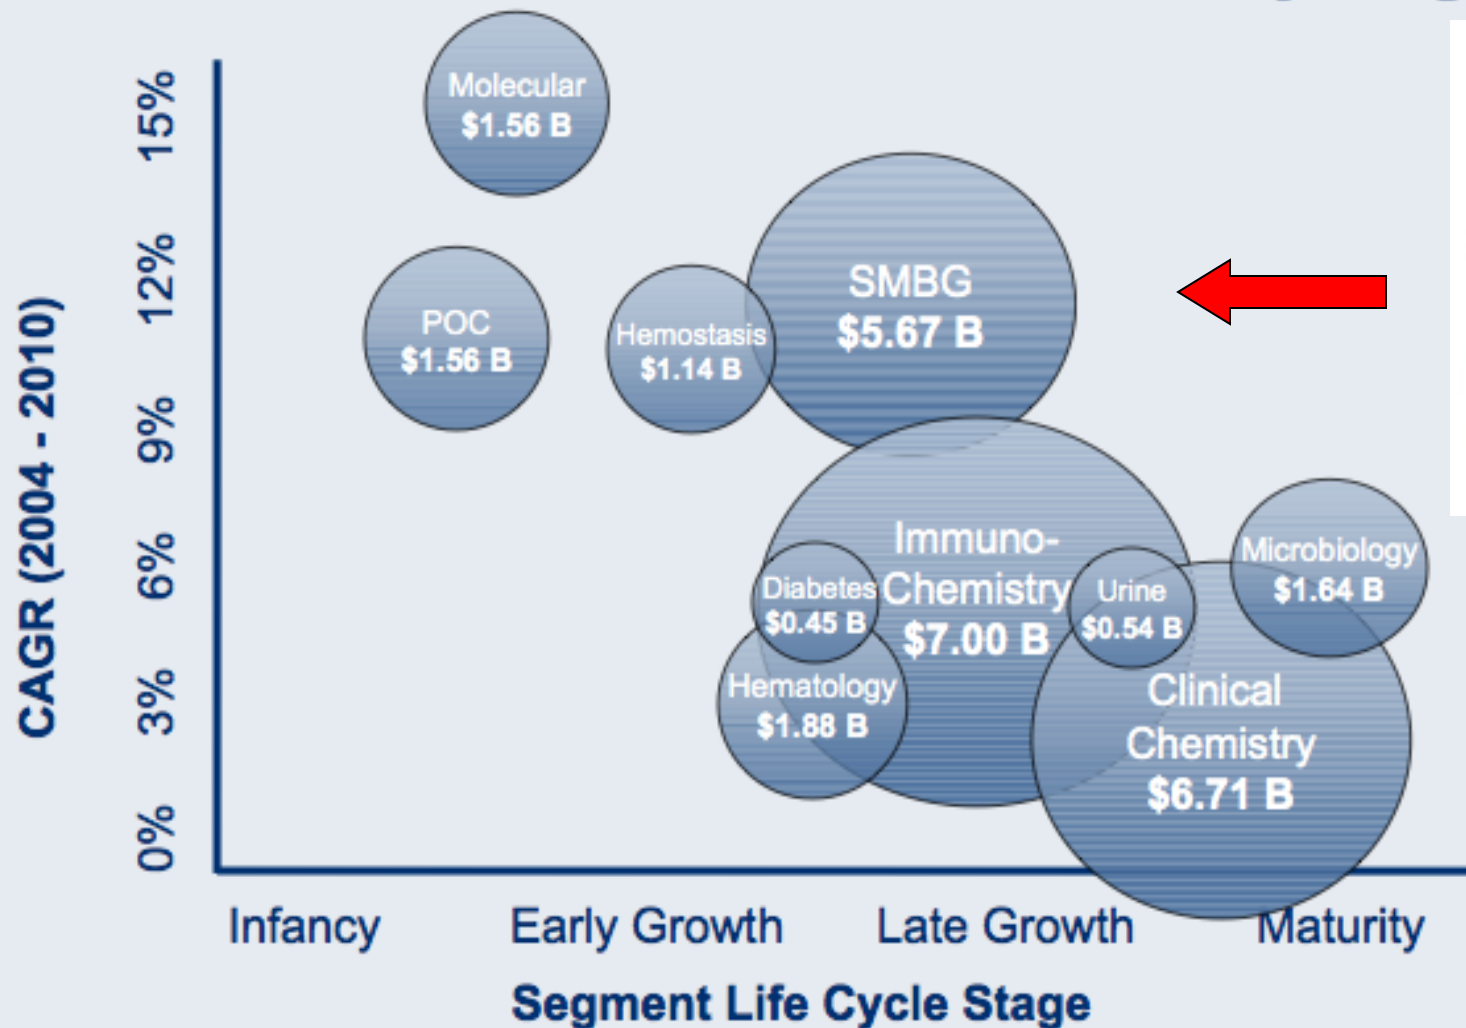 Molecular
$1.56 B
SMBG
$5.67 B
POC
$1.56 B
Hemostasis
$1.14 B
Immuno-
Chemistry
$7.00 B
Diabetes
$0.45 B
Urine
$0.54 B
Microbiology
$1.64 B
Hematology
$1.88 B
Clinical
Chemistry
$6.71 B
CAGR (2004 - 2010)
15%
12%
9%
6%
3%
0%
Infancy
Early Growth
Late Growth
Maturity
Segment Life Cycle Stage